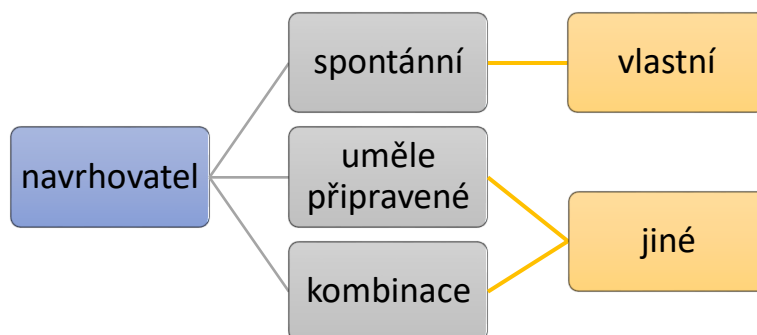 navrhovatel
spontánní
uměle
připravené
kombinace
vlastní
jiné